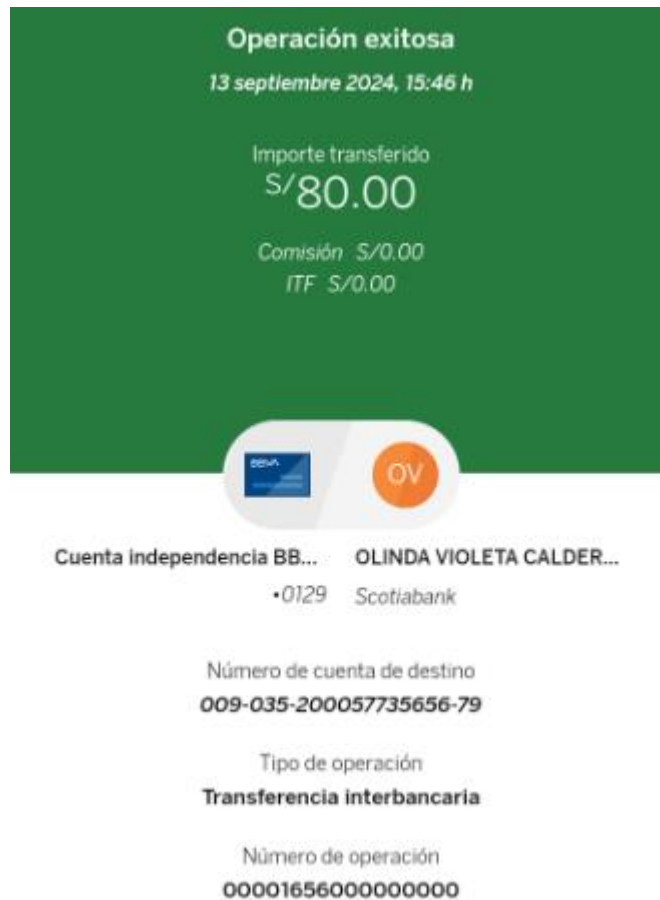 Operación exitosa
13 septiembre 2024, 15:46 h
Importe transferido
S/80.00
Comisión S/0.00
ITF S/0.00
BBVA
OV
Cuenta independencia BB... OLINDA VIOLETA CALDER...
•0129 Scotiabank
Número de cuenta de destino
009-035-200057735656-79
Tipo de operación
Transferencia interbancaria
Número de operación
00001656000000000